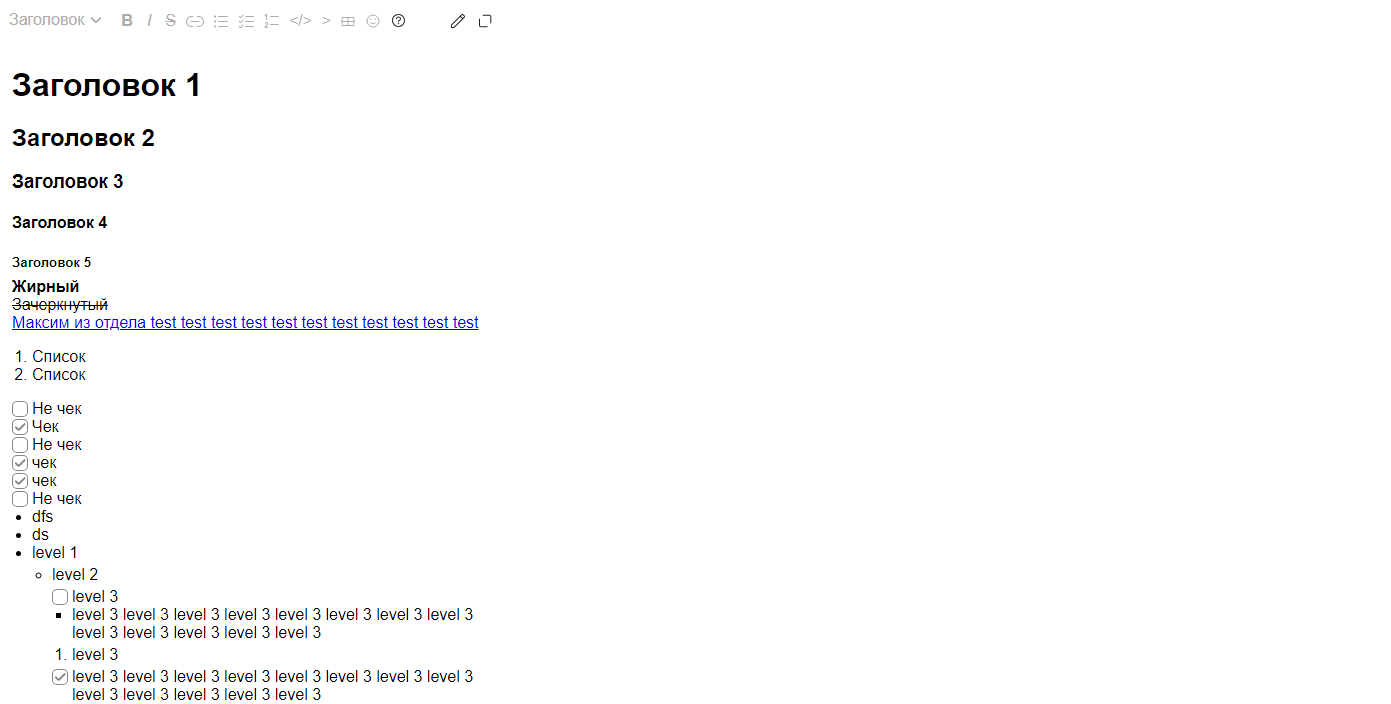 Заголовок
B I S </> >
Заголовок 1
Заголовок 2
Заголовок 3
Заголовок 4
Заголовок 5
Жирный
Зачеркнутый
Максим из отдела test test test test test test test test test test test
1. Список
2. Список
Не чек
Чек
Не чек
чек
чек
Не чек
dfs
ds
level 1
level 2
level 3
level 3 level 3 level 3 level 3 level 3 level 3 level 3 level 3
level 3 level 3 level 3 level 3 level 3
1. level 3
level 3 level 3 level 3 level 3 level 3 level 3 level 3 level 3
level 3 level 3 level 3 level 3 level 3